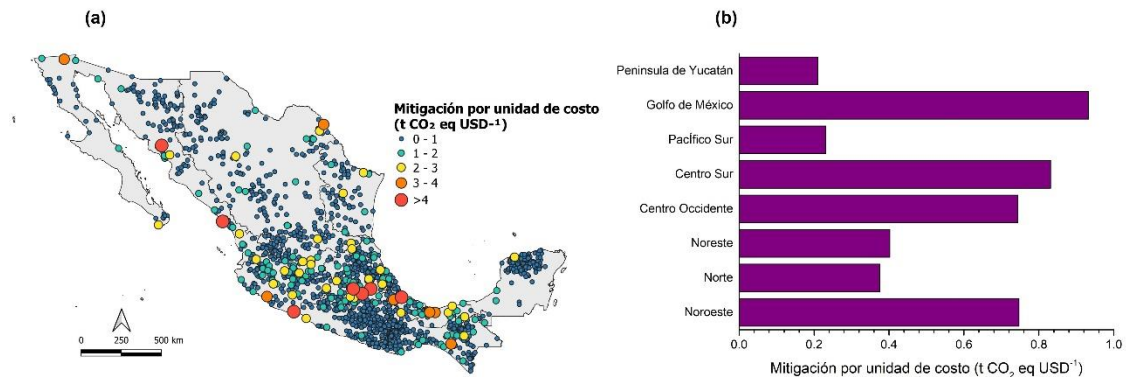 (a)
Mitigación por unidad de costo
(t CO₂ eq USD-¹)
0 - 1
1 - 2
2 - 3
3 - 4
>4
0 250 500 km
(b)
Peninsula de Yucatán
Golfo de México
Pacífico Sur
Centro Sur
Centro Occidente
Noreste
Norte
Noroeste
0.0 0.2 0.4 0.6 0.8 1.0
Mitigación por unidad de costo (t CO₂ eq USD⁻¹)